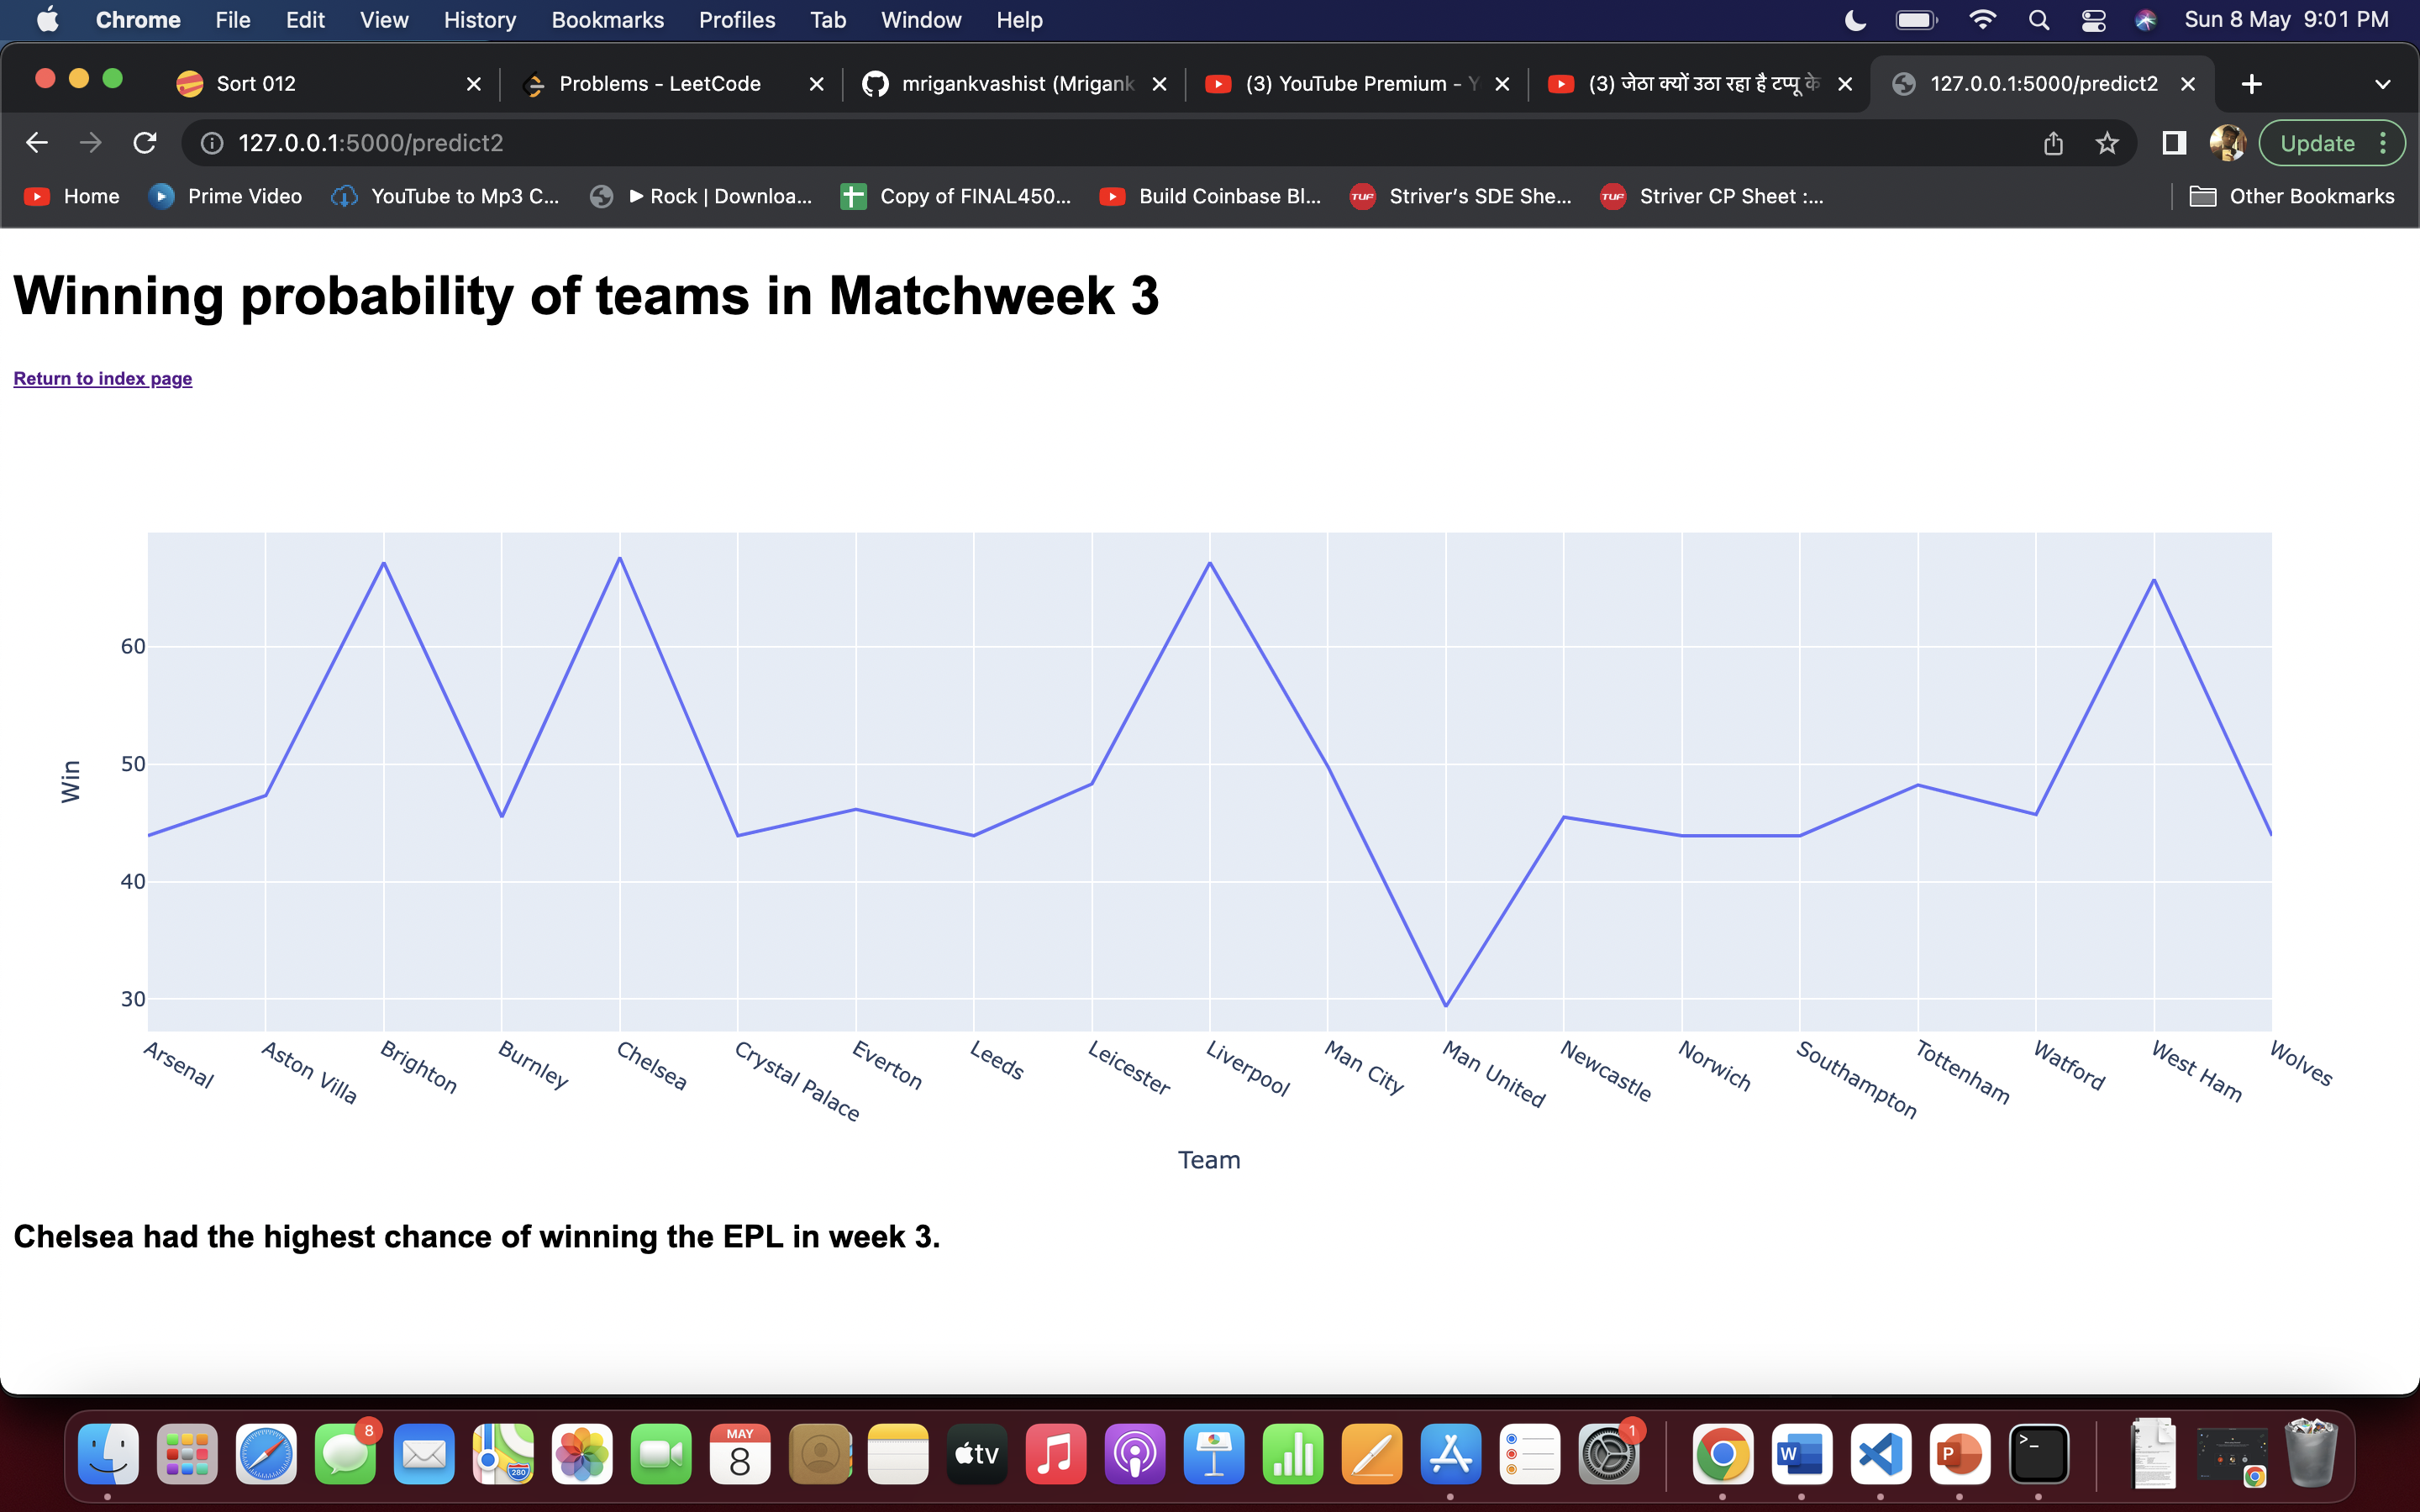 Chrome File Edit View History Bookmarks Profiles Tab Window Help Sun 8 May 9:01 PM
Sort 012 Problems - LeetCode mrigankvashist (Mrigank (3) YouTube Premium - Y (3) जेठा क्यों उठा रहा है टप्पू के 127.0.0.1:5000/predict2
127.0.0.1:5000/predict2 Update
Home Prime Video YouTube to Mp3 C... ▶ Rock | Downloa... Copy of FINAL450... Build Coinbase Bl... TUF Striver’s SDE She... TUF Striver CP Sheet :... Other Bookmarks
Winning probability of teams in Matchweek 3
Return to index page
60
50
40
30
Win
Arsenal Aston Villa Brighton Burnley Chelsea Crystal Palace Everton Leeds Leicester Liverpool Man City Man United Newcastle Norwich Southampton Tottenham Watford West Ham Wolves
Team
Chelsea had the highest chance of winning the EPL in week 3.
8 280 MAY 8 tv 1 W P >_